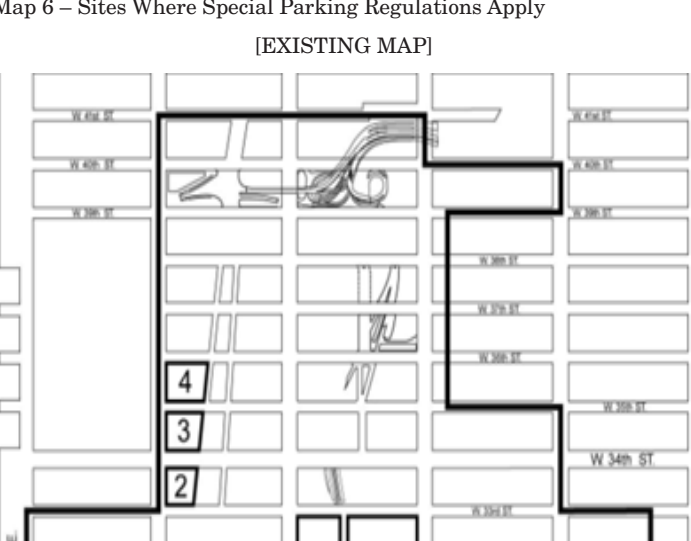 Map 6 – Sites Where Special Parking Regulations Apply
[EXISTING MAP]
W. 41st ST.
W. 41st ST.
W. 40th ST.
W. 40th ST.
W. 39th ST.
W. 39th ST.
W. 38th ST.
W. 37th ST.
W. 36th ST.
4
W. 35th ST.
3
W. 34th ST.
2
W. 33rd ST.